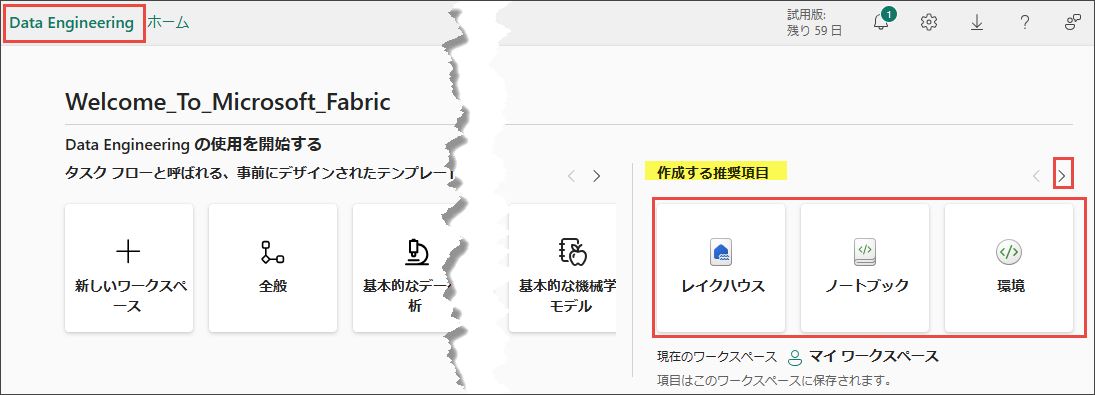 Data Engineering ホーム
試用版:
残り 59 日
1
Welcome_To_Microsoft_Fabric
Data Engineering の使用を開始する
タスク フローと呼ばれる、事前にデザインされたテンプレート
作成する推奨項目
新しいワークスペ
ース
全般
基本的なデー
析
基本的な機械学
モデル
レイクハウス
ノートブック
環境
現在のワークスペース マイ ワークスペース
項目はこのワークスペースに保存されます。